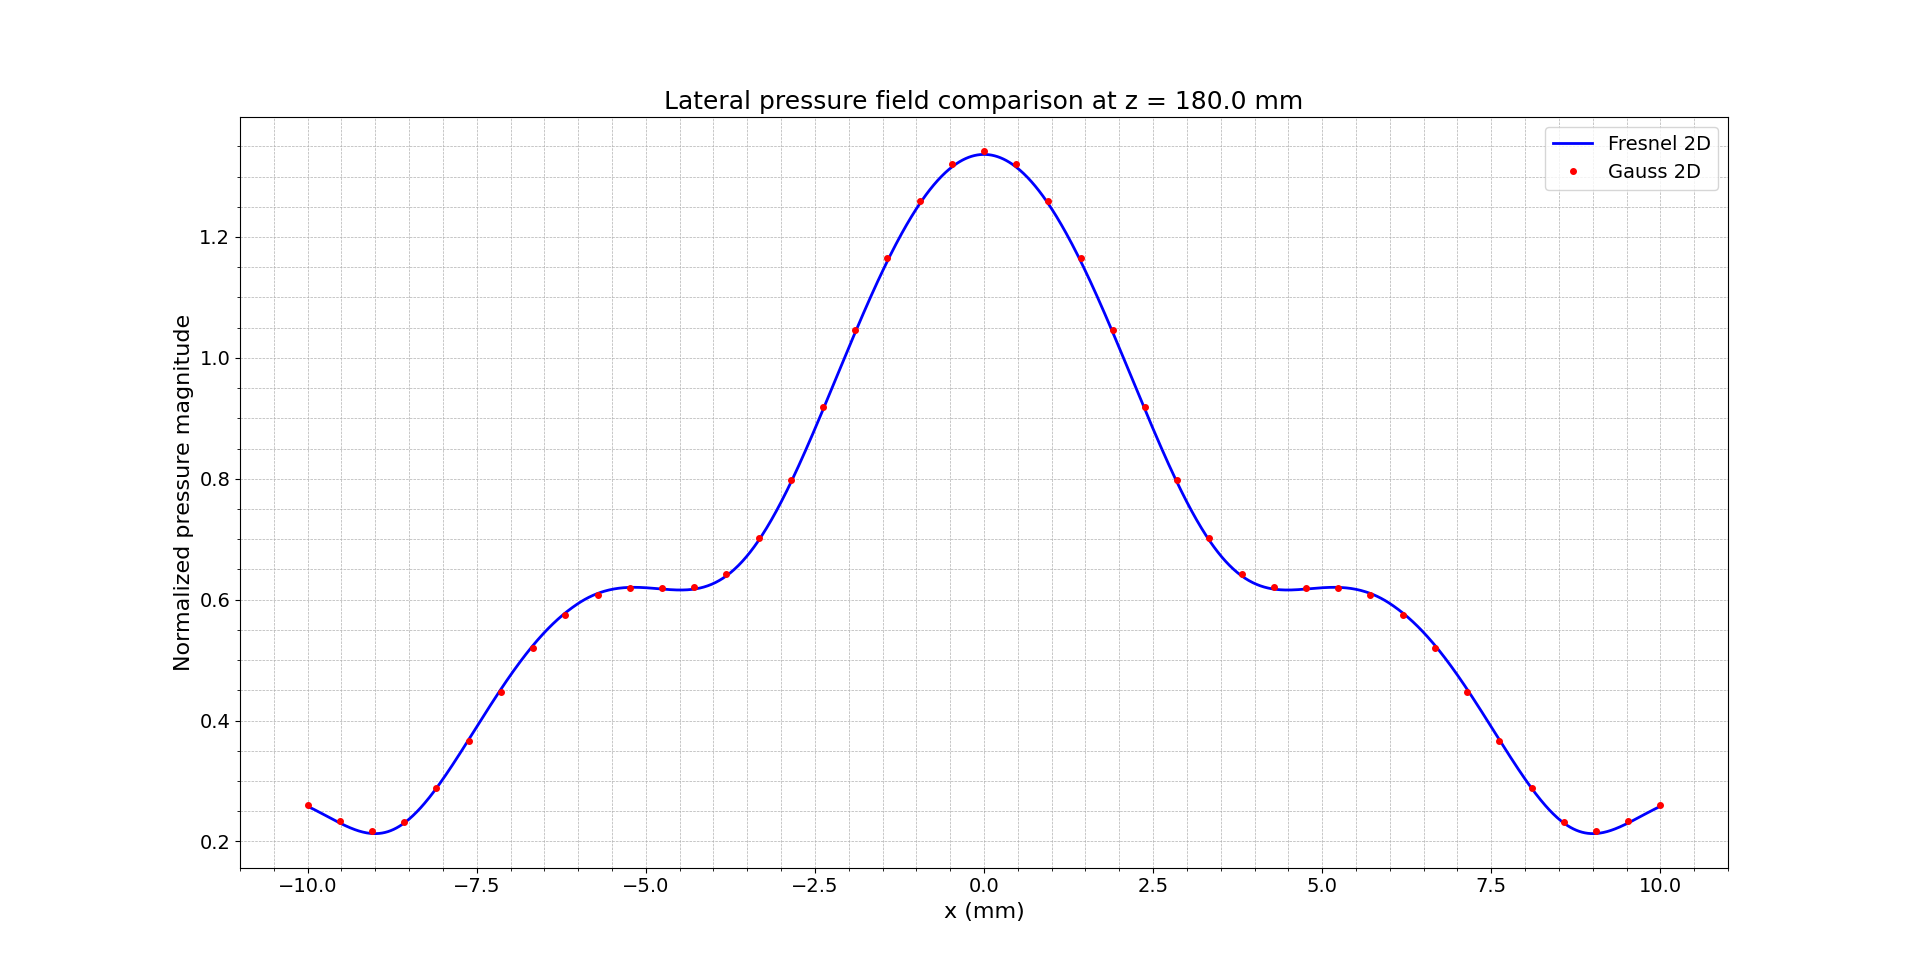 Lateral pressure field comparison at z = 180.0 mm
Fresnel 2D
Gauss 2D
Normalized pressure magnitude
1.2
1.0
0.8
0.6
0.4
0.2
−10.0 −7.5 −5.0 −2.5 0.0 2.5 5.0 7.5 10.0
x (mm)